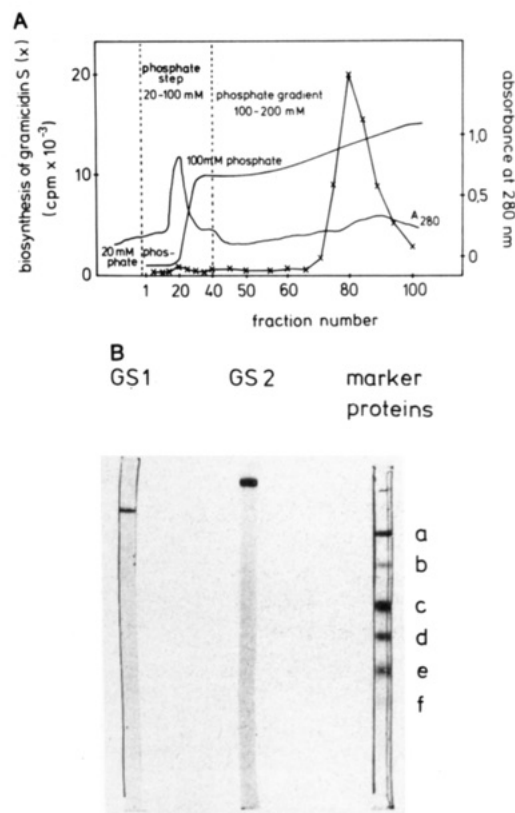 A
biosynthesis of gramicidin S (x)
(cpm x 10⁻³)
20
10
0
phosphate
step
20-100 mM
phosphate gradient
100-200 mM
100mM phosphate
20mM phos-
phate
A280
1,0
0,5
0
absorbance at 280 nm
1 20 40 60 80 100
fraction number
B
GS1 GS2 marker
proteins
a
b
c
d
e
f